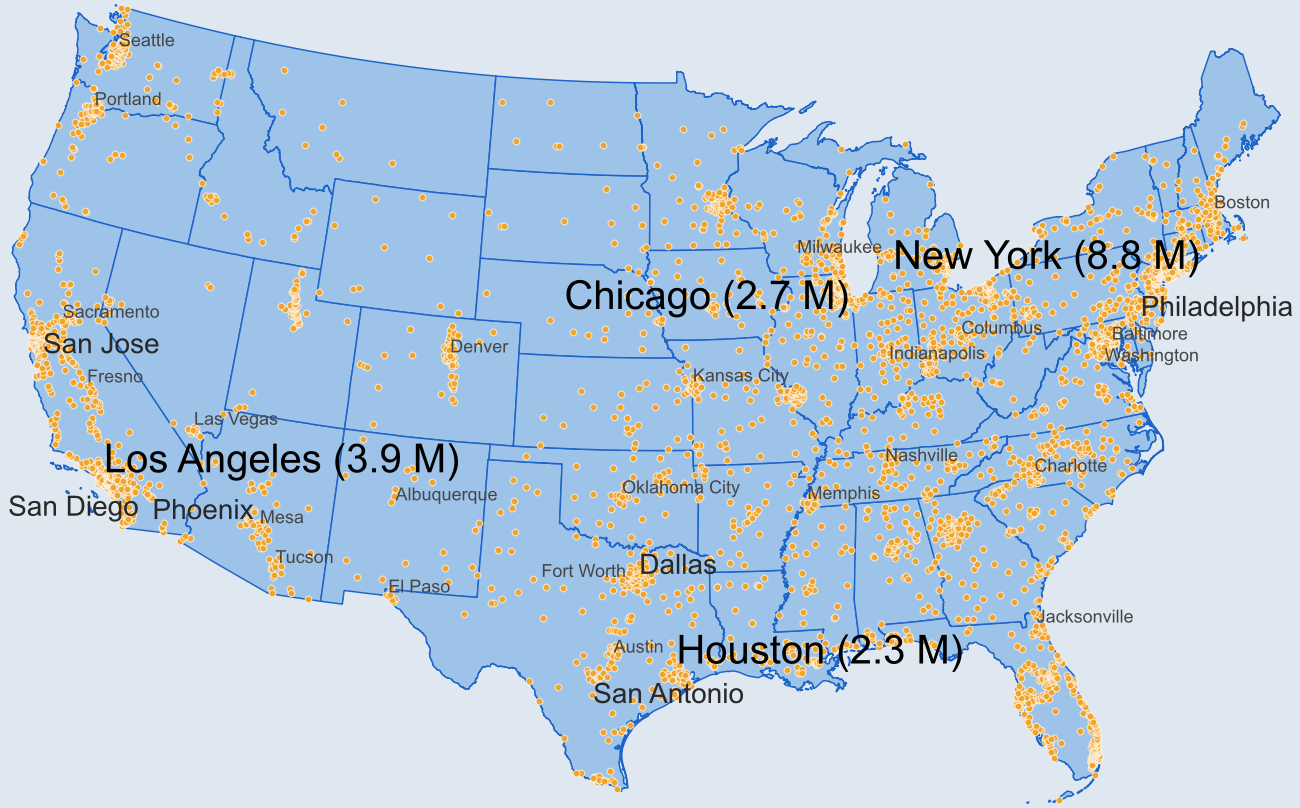 Seattle
Portland
Boston
Milwaukee
New York (8.8 M)
Chicago (2.7 M)
Philadelphia
Sacramento
Columbus
Baltimore
San Jose
Denver
Indianapolis
Washington
Fresno
Kansas City
Las Vegas
Los Angeles (3.9 M)
Nashville
Charlotte
Albuquerque
Oklahoma City
Memphis
San Diego
Phoenix
Mesa
Tucson
Fort Worth
Dallas
El Paso
Jacksonville
Austin
Houston (2.3 M)
San Antonio